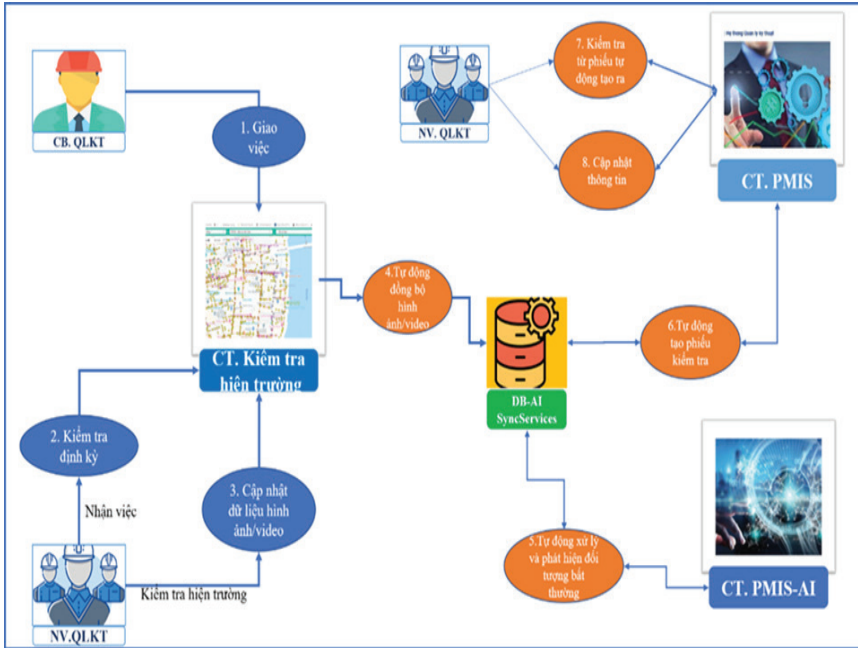 CB. QLKT
1. Giao
việc
NV. QLKT
7. Kiểm tra
từ phiếu tự
động tạo ra
8. Cập nhật
thông tin
CT. PMIS
CT. Kiểm tra
hiện trường
4.Tự động
đồng bộ
hình
ảnh/video
DB-AI
SyncServices
6.Tự động
tạo phiếu
kiểm tra
2. Kiểm tra
định kỳ
Nhận việc
3. Cập nhật
dữ liệu hình
ảnh/video
Kiểm tra hiện trường
NV.QLKT
5.Tự động xử lý
và phát hiện đối
tượng bất
thường
CT. PMIS-AI